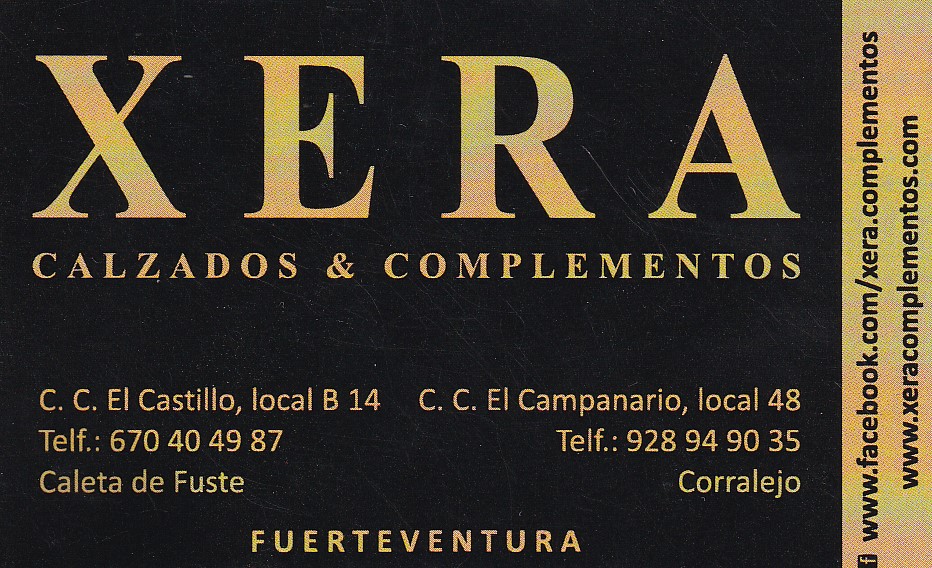 XERA
CALZADOS & COMPLEMENTOS
C. C. El Castillo, local B 14
Telf.: 670 40 49 87
Caleta de Fuste
C. C. El Campanario, local 48
Telf.: 928 94 90 35
Corralejo
FUERTEVENTURA
f www.facebook.com/xera.complementos
www.xeracomplementos.com